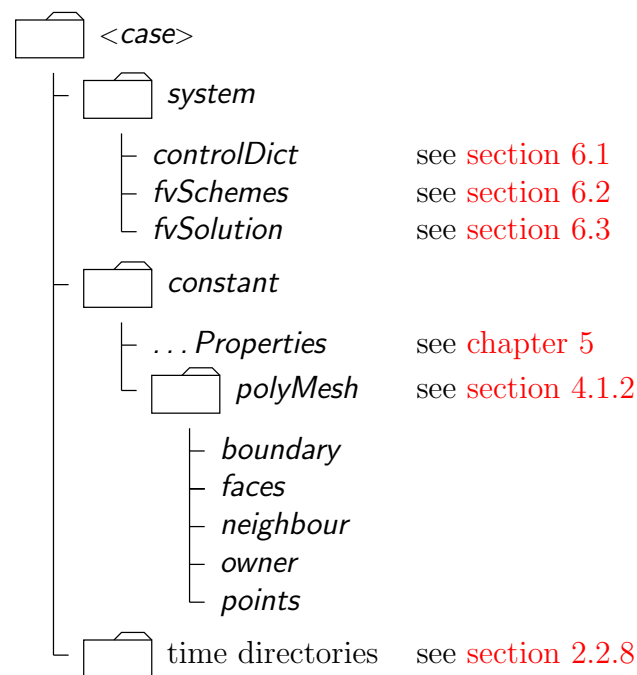 <case>
system
controlDict see section 6.1
fvSchemes see section 6.2
fvSolution see section 6.3
constant
...Properties see chapter 5
polyMesh see section 4.1.2
boundary
faces
neighbour
owner
points
time directories see section 2.2.8